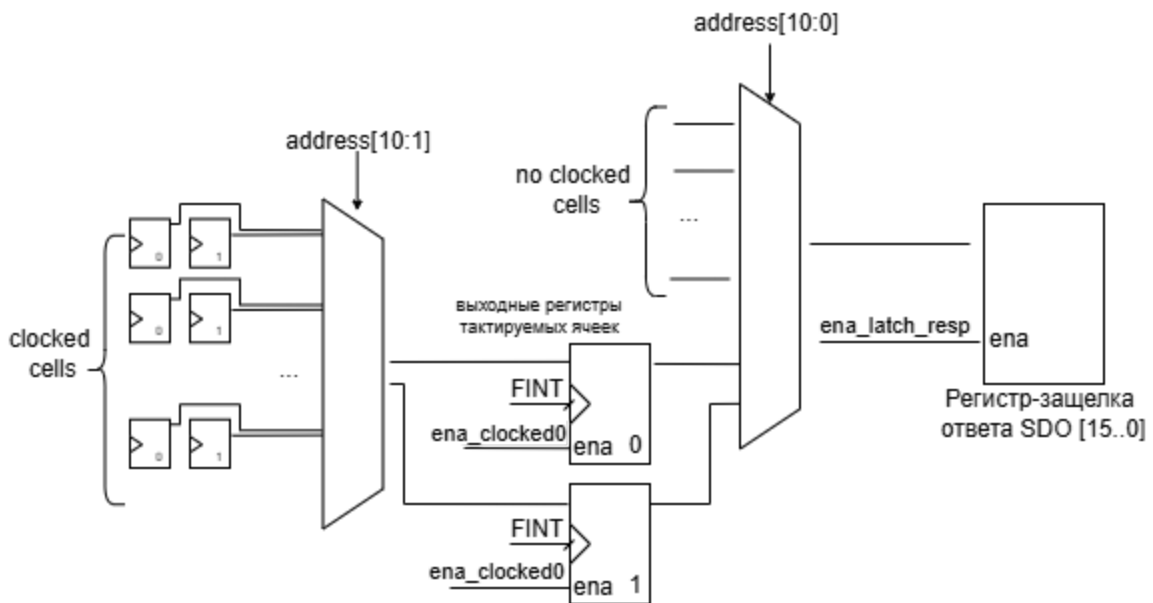 address[10:0]
address[10:1]
no clocked
cells
...
0
1
0
1
clocked
cells
...
0
1
выходные регистры
тактируемых ячеек
FINT
ena_clocked0
ena 0
FINT
ena_clocked0
ena 1
ena_latch_resp
ena
Регистр-защелка
ответа SDO [15..0]